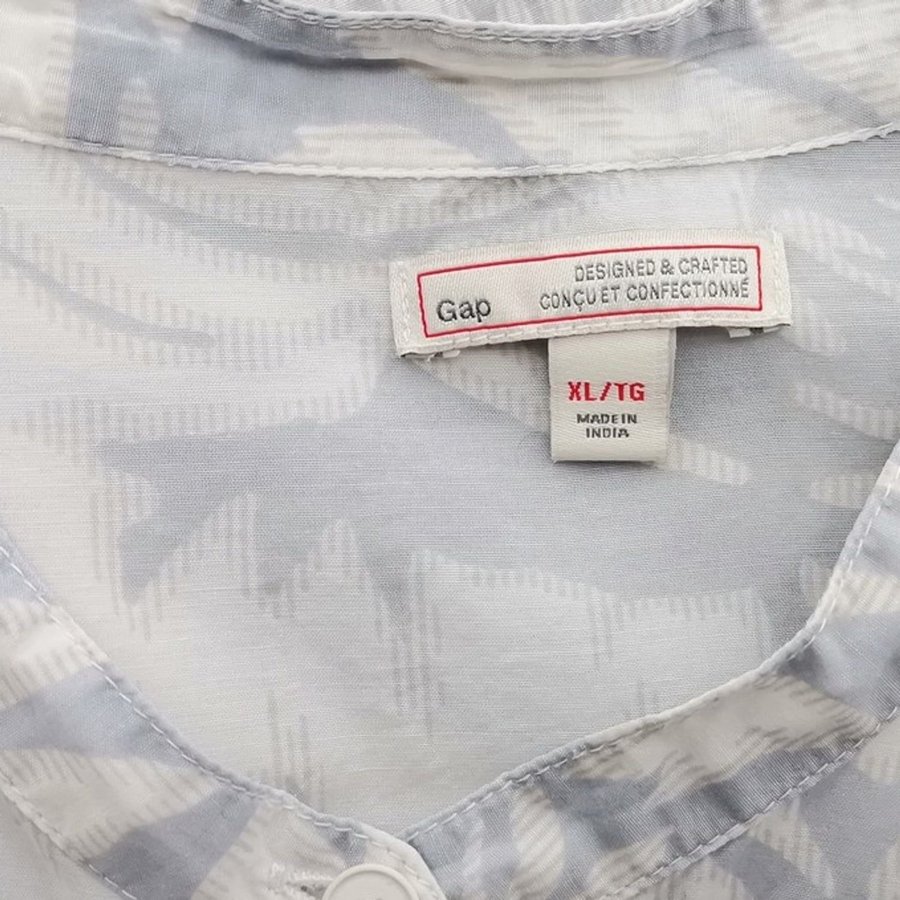 Gap
DESIGNED & CRAFTED
CONÇU ET CONFECTIONNÉ
XL/TG
MADE IN
INDIA